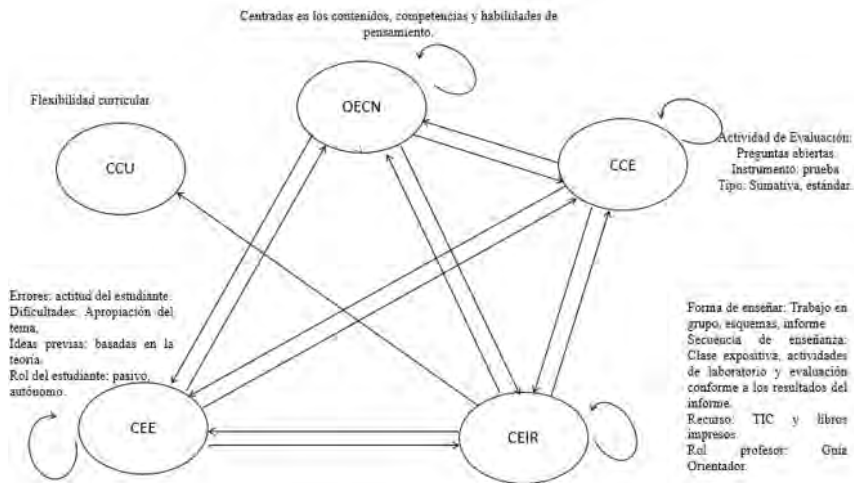 Centradas en los contenidos, competencias y habilidades de
pensamiento.
Flexibilidad curricular
OECN
CCU
CCE
Actividad de Evaluación:
Preguntas abiertas
Instrumento: prueba
Tipo: Sumativa, estándar.
Errores: actitud del estudiante.
Dificultades: Apropiación del
tema,
Ideas previas: basadas en la
teoría.
Rol del estudiante: pasivo,
autónomo.
CEE
CEIR
Forma de enseñar: Trabajo en
grupo, esquemas, informe
Secuencia de enseñanza:
Clase expositiva, actividades
de laboratorio y evaluación
conforme a los resultados del
informe.
Recurso: TIC y libros
impresos
Rol profesor: Guía
Orientador.